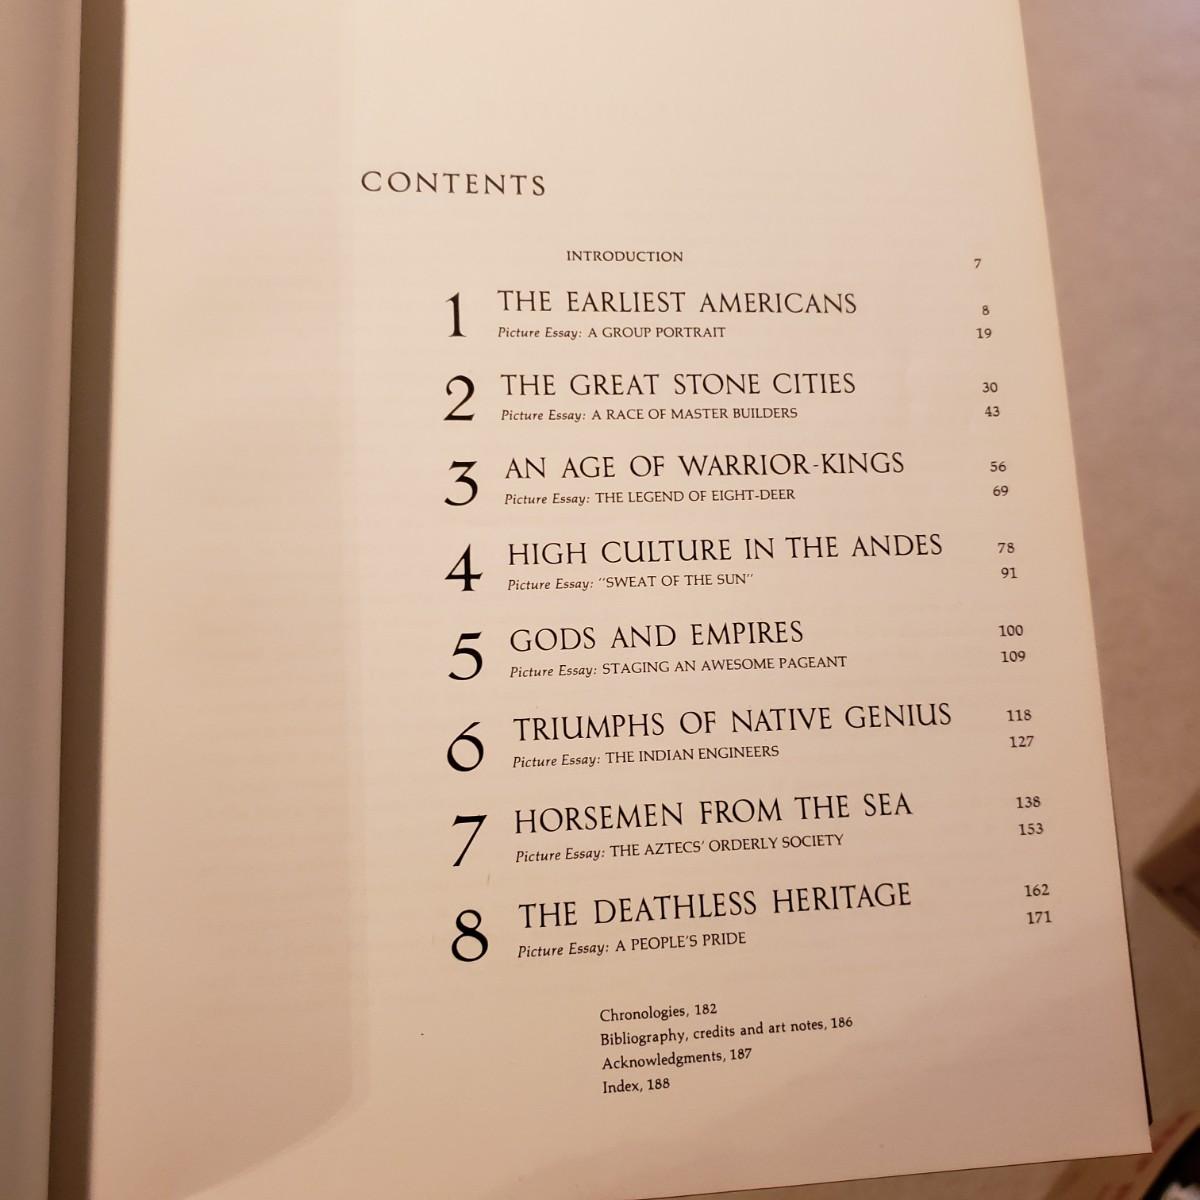 CONTENTS
INTRODUCTION 7
1 THE EARLIEST AMERICANS 8
Picture Essay: A GROUP PORTRAIT 19
2 THE GREAT STONE CITIES 30
Picture Essay: A RACE OF MASTER BUILDERS 43
3 AN AGE OF WARRIOR-KINGS 56
Picture Essay: THE LEGEND OF EIGHT-DEER 69
4 HIGH CULTURE IN THE ANDES 78
Picture Essay: "SWEAT OF THE SUN" 91
5 GODS AND EMPIRES 100
Picture Essay: STAGING AN AWESOME PAGEANT 109
6 TRIUMPHS OF NATIVE GENIUS 118
Picture Essay: THE INDIAN ENGINEERS 127
7 HORSEMEN FROM THE SEA 138
Picture Essay: THE AZTECS' ORDERLY SOCIETY 153
8 THE DEATHLESS HERITAGE 162
Picture Essay: A PEOPLE'S PRIDE 171
Chronologies, 182
Bibliography, credits and art notes, 186
Acknowledgments, 187
Index, 188